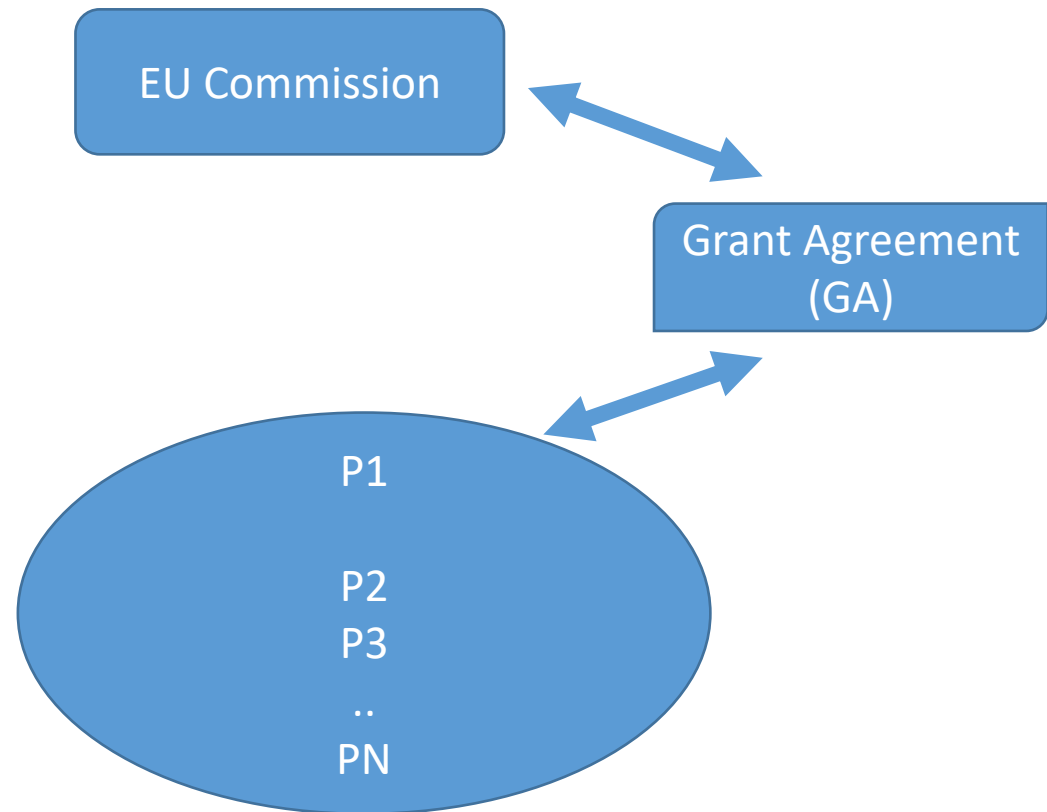 EU Commission
Grant Agreement
(GA)
P1
P2
P3
..
PN